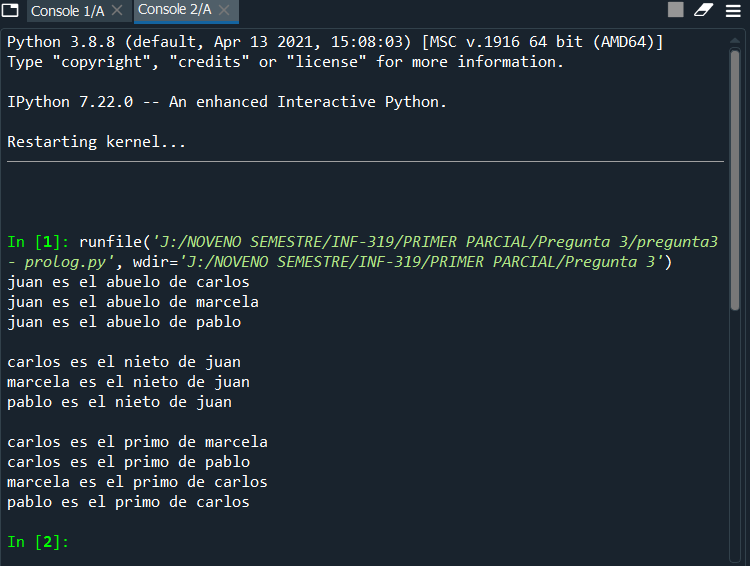 Console 1/A
Console 2/A
Python 3.8.8 (default, Apr 13 2021, 15:08:03) [MSC v.1916 64 bit (AMD64)]
Type "copyright", "credits" or "license" for more information.
IPython 7.22.0 -- An enhanced Interactive Python.
Restarting kernel...
In [1]: runfile('J:/NOVENO SEMESTRE/INF-319/PRIMER PARCIAL/Pregunta 3/pregunta3
- prolog.py', wdir='J:/NOVENO SEMESTRE/INF-319/PRIMER PARCIAL/Pregunta 3')
juan es el abuelo de carlos
juan es el abuelo de marcela
juan es el abuelo de pablo
carlos es el nieto de juan
marcela es el nieto de juan
pablo es el nieto de juan
carlos es el primo de marcela
carlos es el primo de pablo
marcela es el primo de carlos
pablo es el primo de carlos
In [2]: